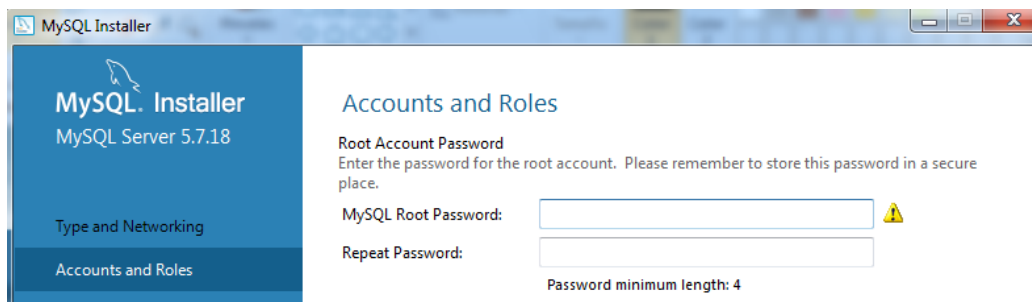 MySQL Installer
MySQL. Installer
MySQL Server 5.7.18
Type and Networking
Accounts and Roles
Accounts and Roles
Root Account Password
Enter the password for the root account. Please remember to store this password in a secure
place.
MySQL Root Password:
Repeat Password:
Password minimum length: 4